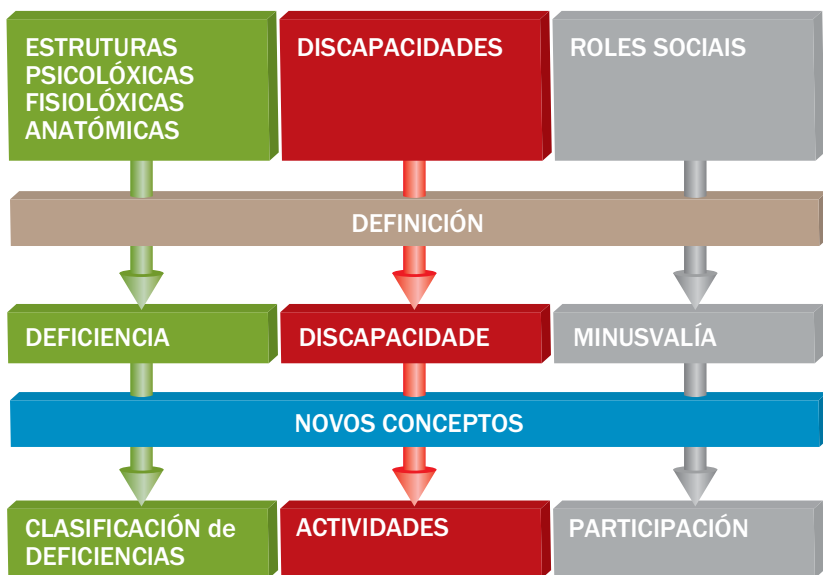 ESTRUTURAS
PSICOLÓXICAS
FISIOLÓXICAS
ANATÓMICAS
DISCAPACIDADES
ROLES SOCIAIS
DEFINICIÓN
DEFICIENCIA
DISCAPACIDADE
MINUSVALÍA
NOVOS CONCEPTOS
CLASIFICACIÓN de
DEFICIENCIAS
ACTIVIDADES
PARTICIPACIÓN